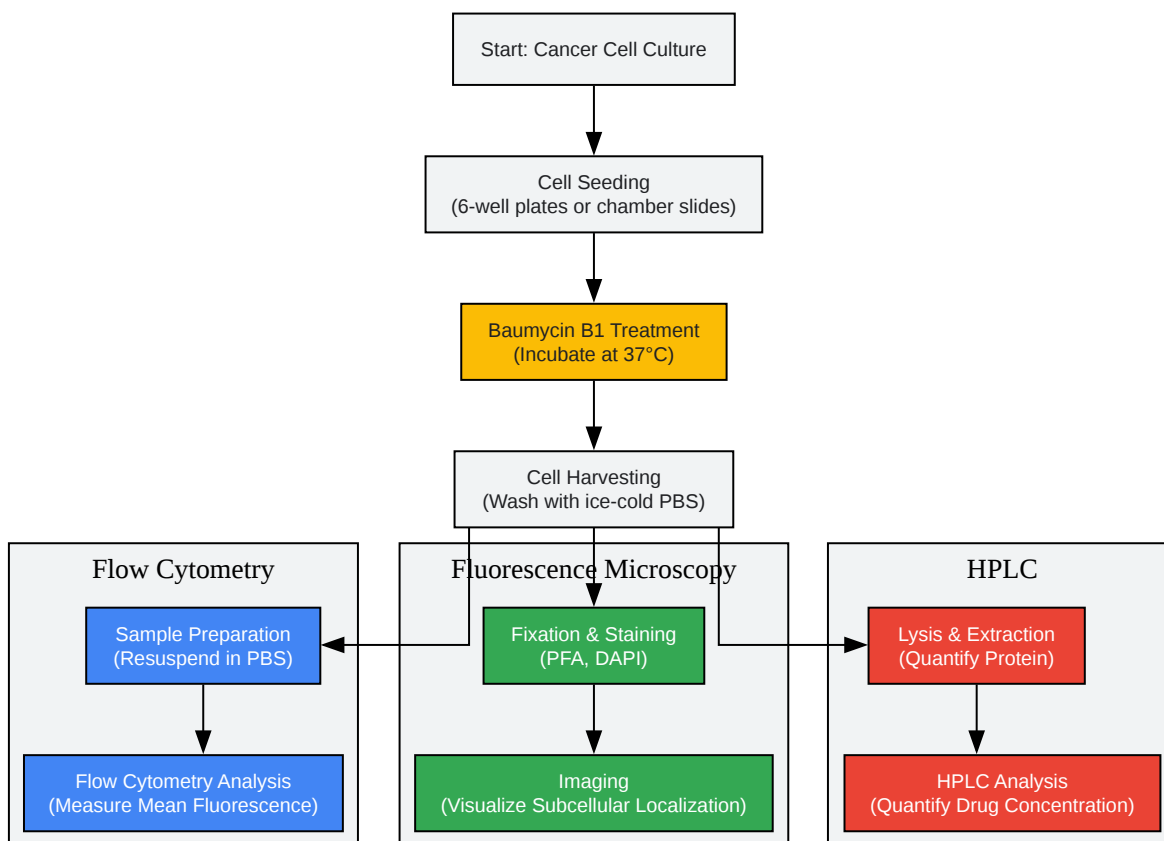 Start: Cancer Cell Culture
Cell Seeding
(6-well plates or chamber slides)
Baumycin B1 Treatment
(Incubate at 37°C)
Cell Harvesting
(Wash with ice-cold PBS)
Flow Cytometry
Sample Preparation
(Resuspend in PBS)
Flow Cytometry Analysis
(Measure Mean Fluorescence)
Fluorescence Microscopy
Fixation & Staining
(PFA, DAPI)
Imaging
(Visualize Subcellular Localization)
HPLC
Lysis & Extraction
(Quantify Protein)
HPLC Analysis
(Quantify Drug Concentration)